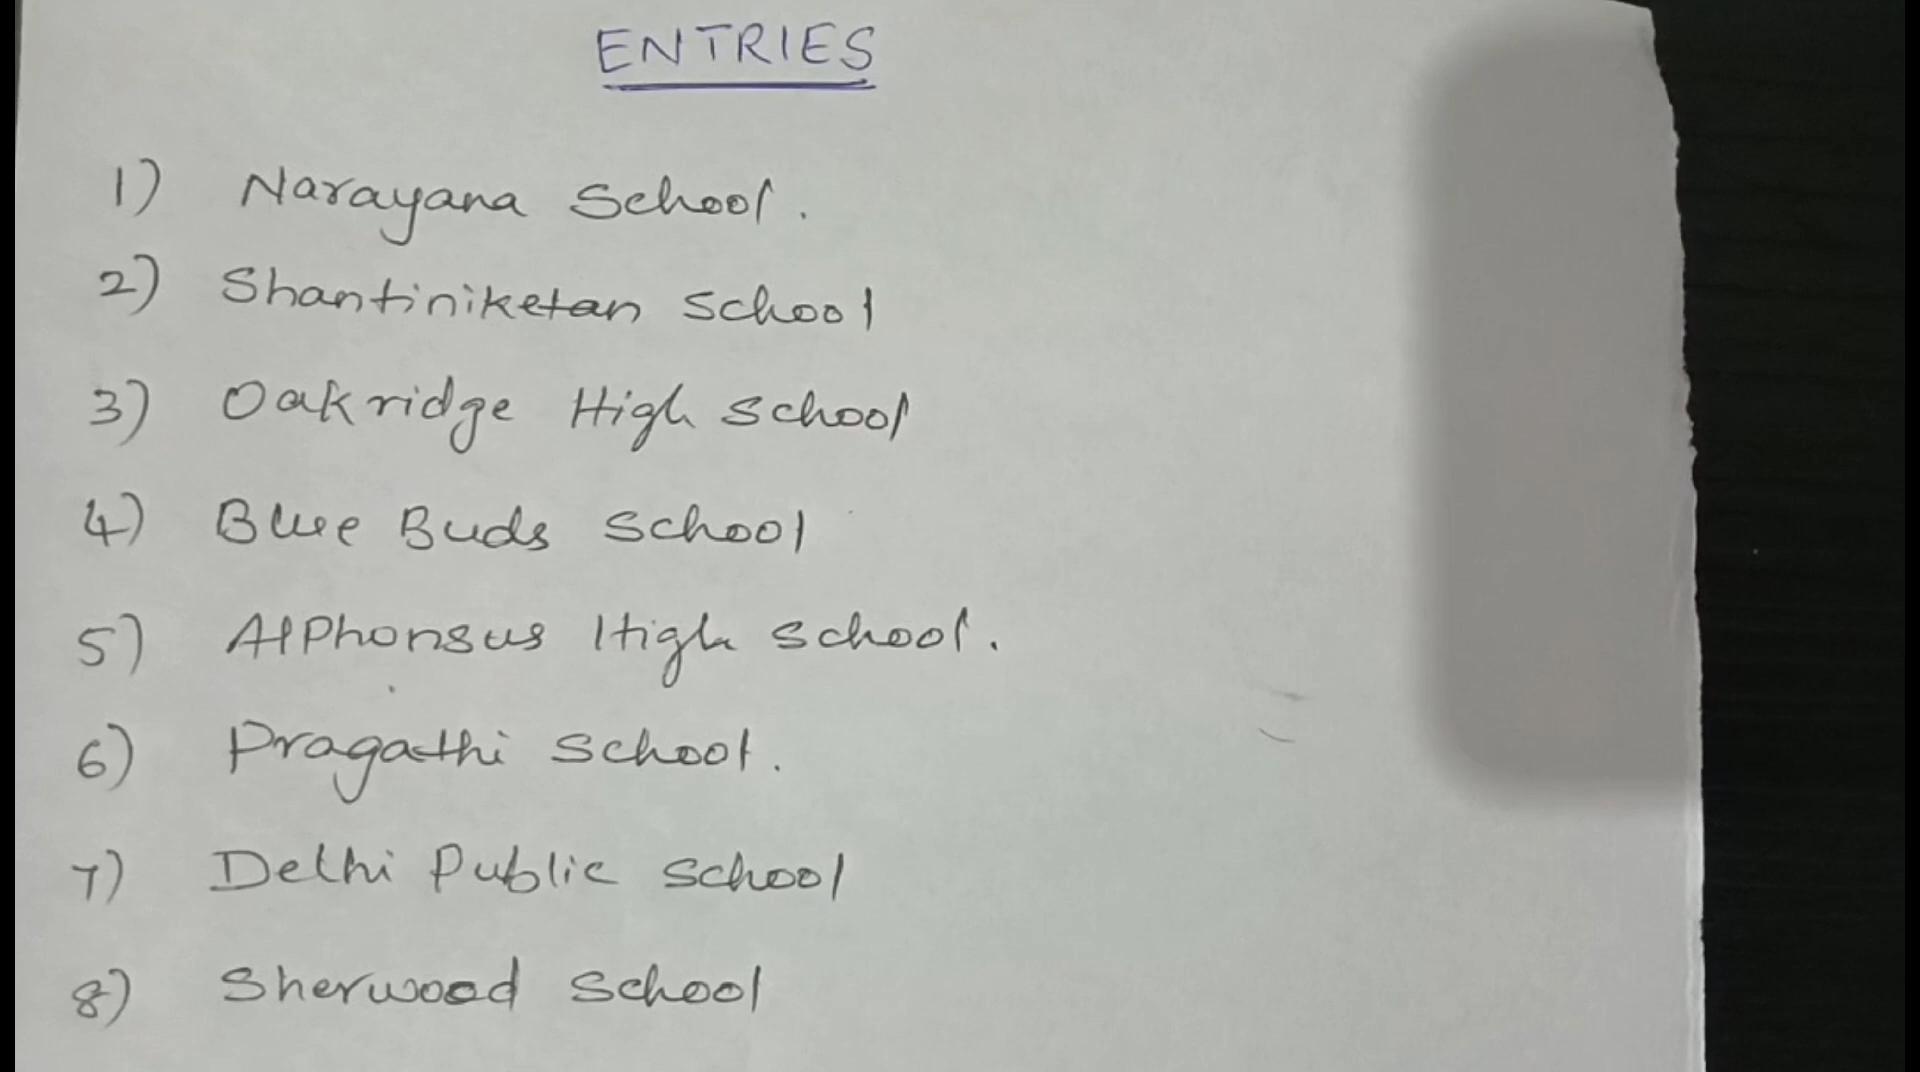 ENTRIES
1) Narayana School.
2) Shantiniketan School
3) Oakridge High School
4) Blue Buds School
5) Alphonsus High School.
6) Pragathi School.
7) Delhi Public School
8) Sherwood School